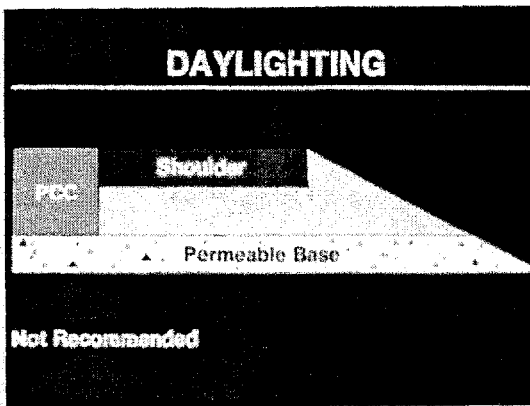 DAYLIGHTING
Shoulder
PCC
Permeable Base
Not Recommended